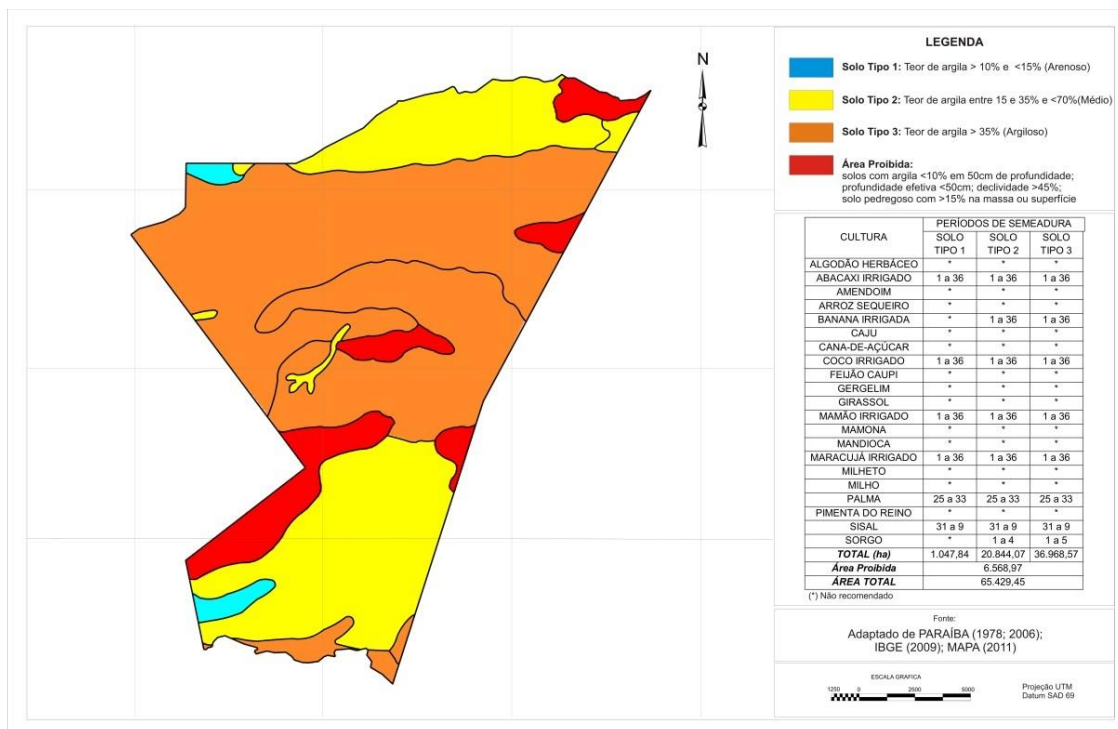 N
LEGENDA
Solo Tipo 1: Teor de argila > 10% e <15% (Arenoso)
Solo Tipo 2: Teor de argila entre 15 e 35% e <70%(Médio)
Solo Tipo 3: Teor de argila > 35% (Argiloso)
Área Proibida:
solos com argila <10% em 50cm de profundidade;
profundidade efetiva <50cm; declividade >45%;
solo pedregoso com >15% na massa ou superfície
CULTURA PERÍODOS DE SEMEADURA
SOLO TIPO 1 SOLO TIPO 2 SOLO TIPO 3
ALGODÃO HERBÁCEO * * *
ABACAXI IRRIGADO 1 a 36 1 a 36 1 a 36
AMENDOIM * * *
ARROZ SEQUEIRO * * *
BANANA IRRIGADA * 1 a 36 1 a 36
CAJU * * *
CANA-DE-AÇÚCAR * * *
COCO IRRIGADO 1 a 36 1 a 36 1 a 36
FEIJÃO CAUPI * * *
GERGELIM * * *
GIRASSOL * * *
MAMÃO IRRIGADO 1 a 36 1 a 36 1 a 36
MAMONA * * *
MANDIOCA * * *
MARACUJÁ IRRIGADO 1 a 36 1 a 36 1 a 36
MILHETO * * *
MILHO * * *
PALMA 25 a 33 25 a 33 25 a 33
PIMENTA DO REINO * * *
SISAL 31 a 9 31 a 9 31 a 9
SORGO * 1 a 4 1 a 5
TOTAL (ha) 1.047,84 20.844,07 36.968,57
Área Proibida 6.568,97
ÁREA TOTAL 65.429,45
(*) Não recomendado
Fonte:
Adaptado de PARAÍBA (1978; 2006);
IBGE (2009); MAPA (2011)
ESCALA GRAFICA
1250 0 2500 5000
Projeção UTM
Datum SAD 69